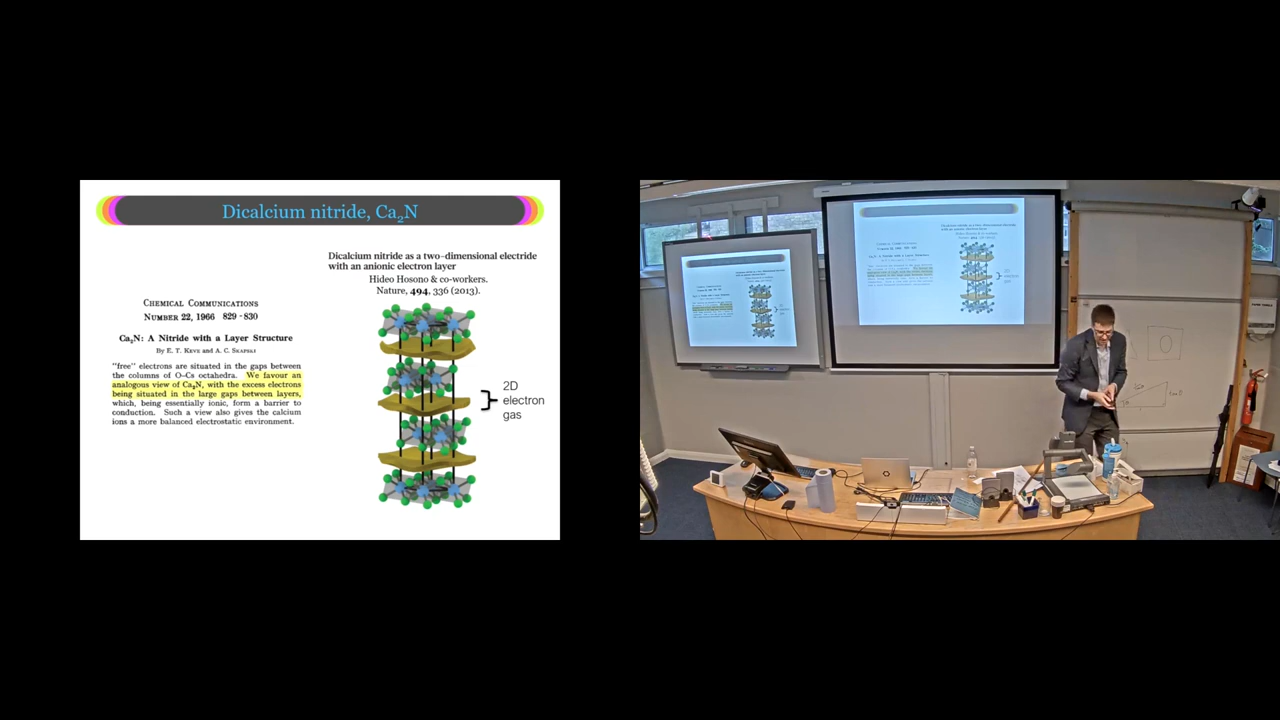 Dicalcium nitride, Ca₂N
Dicalcium nitride as a two-dimensional electride
with an anionic electron layer
Hideo Hosono & co-workers.
Nature, 494, 336 (2013).
CHEMICAL COMMUNICATIONS
NUMBER 22, 1966 829 - 830
Ca₂N: A Nitride with a Layer Structure
By E. T. KEVE and A. C. SKAPSKI
"free" electrons are situated in the gaps between
the columns of O–Cs octahedra. We favour an
analogous view of Ca₂N, with the excess electrons
being situated in the large gaps between layers,
which, being essentially ionic, form a barrier to
conduction. Such a view also gives the calcium
ions a more balanced electrostatic environment.
2D
electron
gas